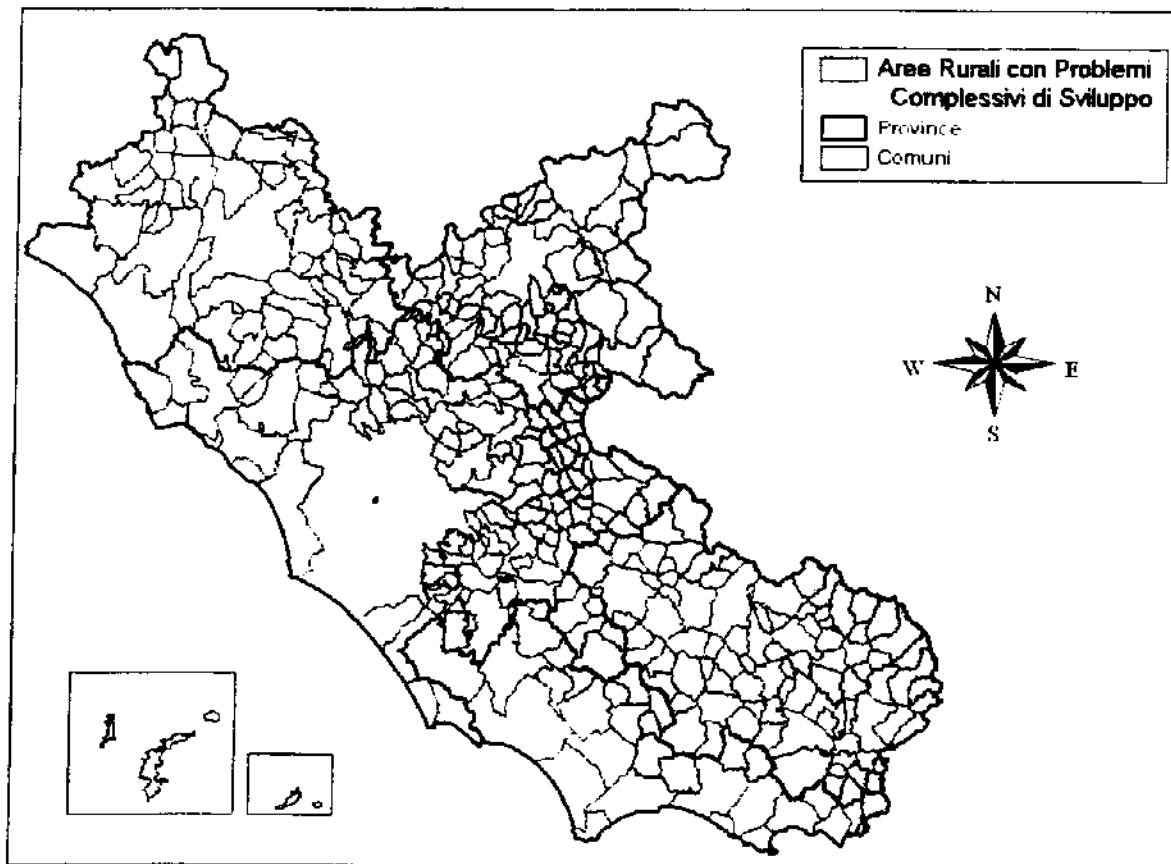 Aree Rurali con Problemi
Complessivi di Sviluppo
Province
Comuni
N
W E
S